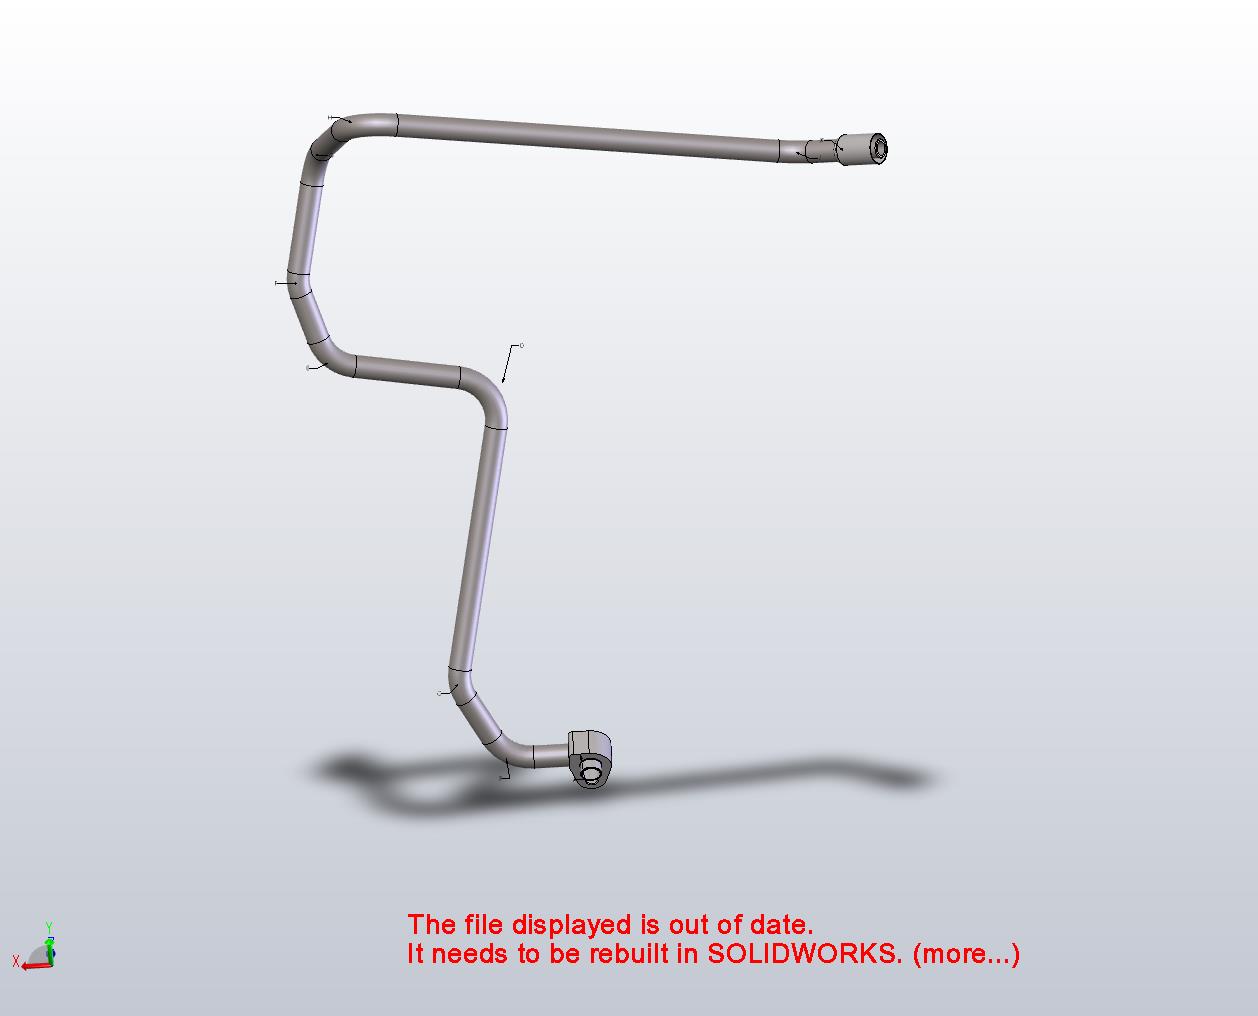 Y
X
The file displayed is out of date.
It needs to be rebuilt in SOLIDWORKS. (more...)